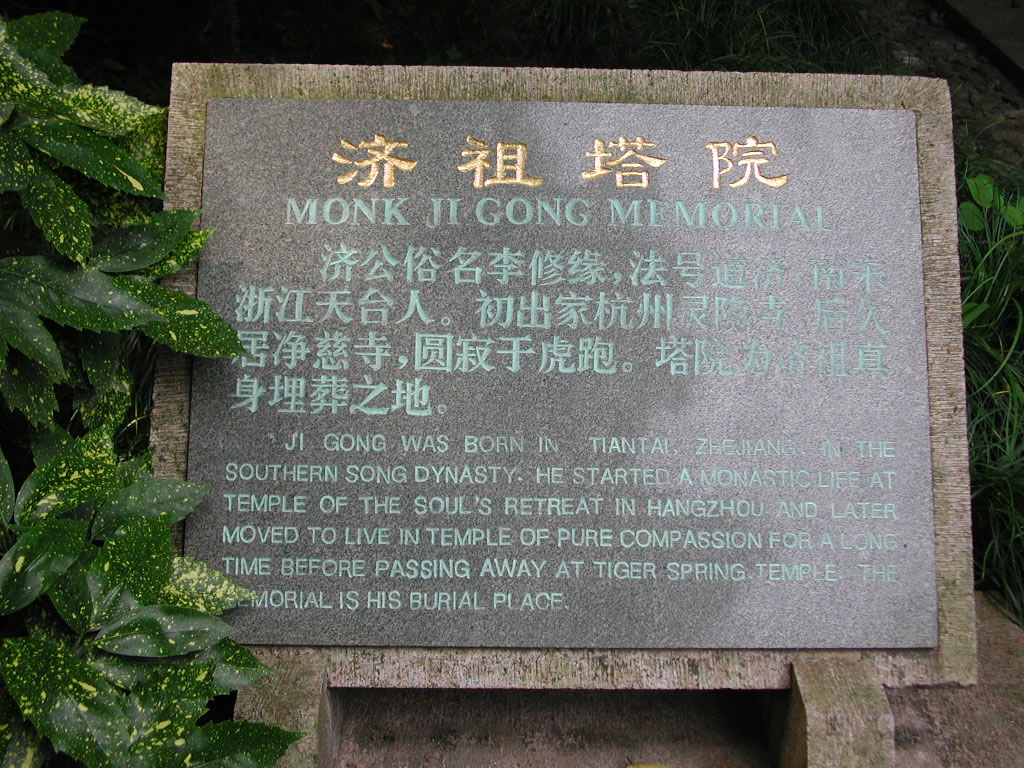 济祖塔院
MONK JI GONG MEMORIAL
济公俗名李修缘,法号道济,南宋
浙江天台人。初出家杭州灵隐寺,后久
居净慈寺,圆寂于虎跑。塔院为济祖真
身埋葬之地。
JI GONG WAS BORN IN TIANTAI, ZHEJIANG, IN THE
SOUTHERN SONG DYNASTY. HE STARTED A MONASTIC LIFE AT
TEMPLE OF THE SOUL'S RETREAT IN HANGZHOU AND LATER
MOVED TO LIVE IN TEMPLE OF PURE COMPASSION FOR A LONG
TIME BEFORE PASSING AWAY AT TIGER SPRING TEMPLE. THE
MEMORIAL IS HIS BURIAL PLACE.